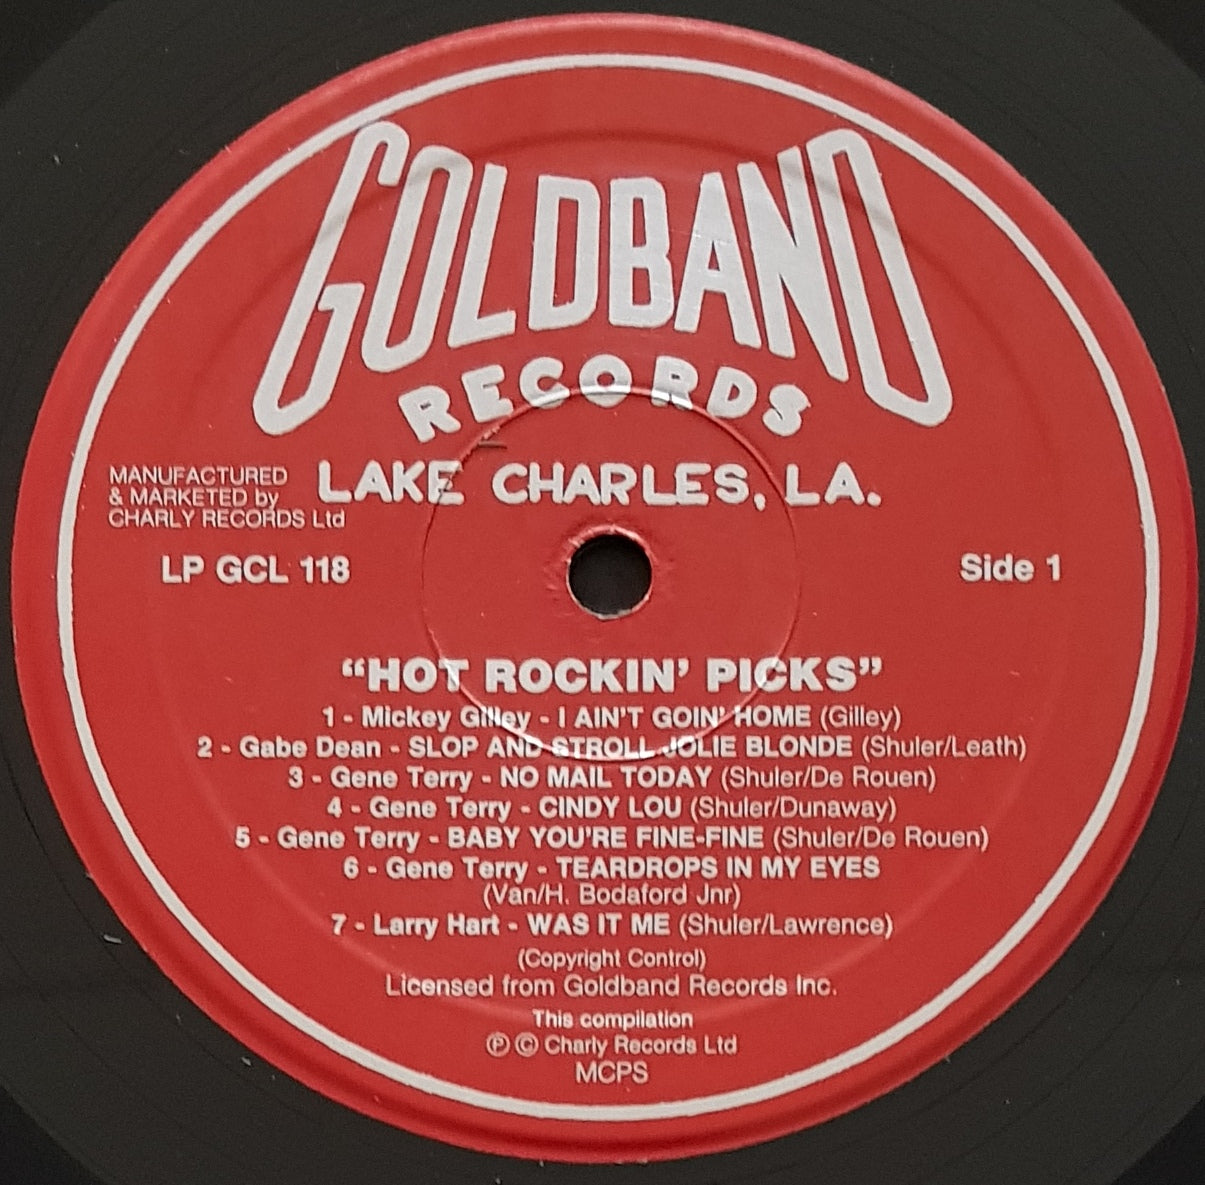 GOLDBAND
RECORDS
LAKE CHARLES, LA.
MANUFACTURED
& MARKETED by
CHARLY RECORDS Ltd
LP GCL 118
Side 1
“HOT ROCKIN’ PICKS”
1 - Mickey Gilley - I AIN'T GOIN' HOME (Gilley)
2 - Gabe Dean - SLOP AND STROLL JOLIE BLONDE (Shuler/Leath)
3 - Gene Terry - NO MAIL TODAY (Shuler/De Rouen)
4 - Gene Terry - CINDY LOU (Shuler/Dunaway)
5 - Gene Terry - BABY YOU'RE FINE-FINE (Shuler/De Rouen)
6 - Gene Terry - TEARDROPS IN MY EYES
(Van/H. Bodaford Jnr)
7 - Larry Hart - WAS IT ME (Shuler/Lawrence)
(Copyright Control)
Licensed from Goldband Records Inc.
This compilation
℗ © Charly Records Ltd
MCPS